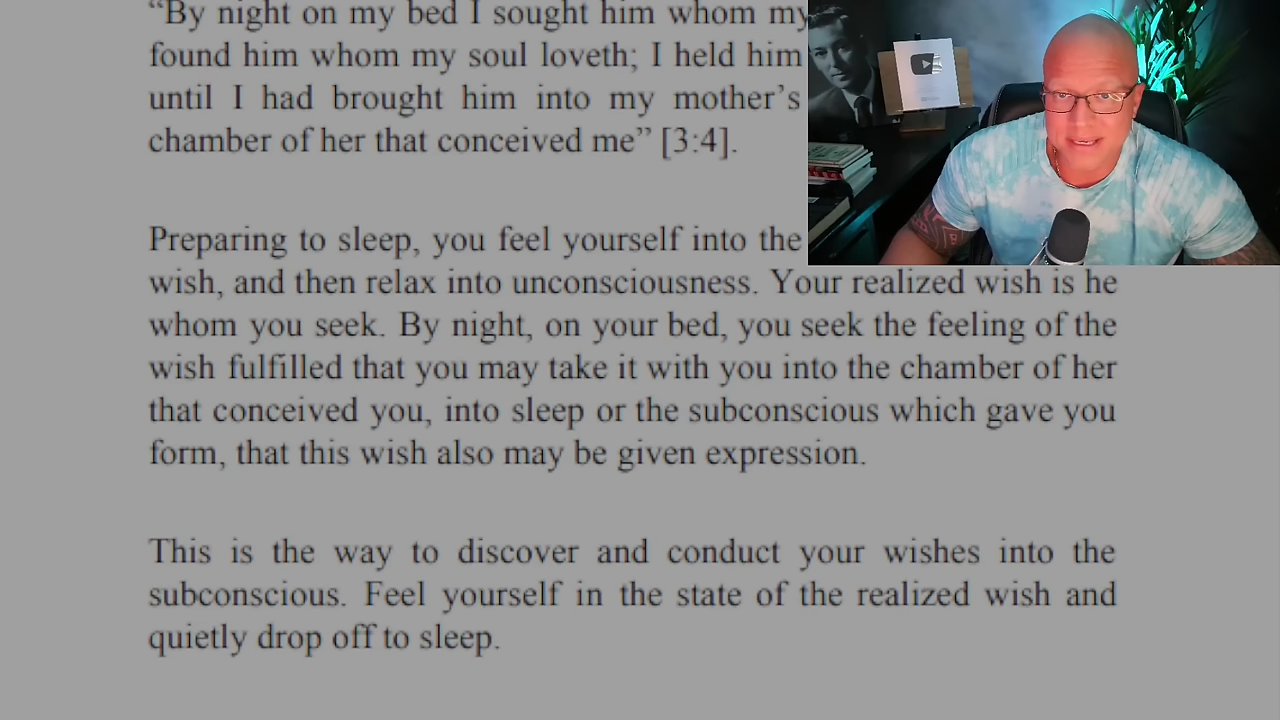 “By night on my bed I sought him whom my
found him whom my soul loveth; I held him
until I had brought him into my mother’s
chamber of her that conceived me” [3:4].
Preparing to sleep, you feel yourself into the
wish, and then relax into unconsciousness. Your realized wish is he
whom you seek. By night, on your bed, you seek the feeling of the
wish fulfilled that you may take it with you into the chamber of her
that conceived you, into sleep or the subconscious which gave you
form, that this wish also may be given expression.
This is the way to discover and conduct your wishes into the
subconscious. Feel yourself in the state of the realized wish and
quietly drop off to sleep.